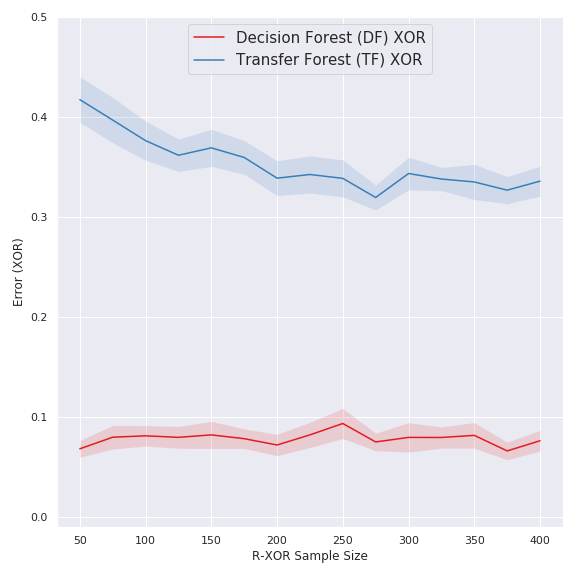 Decision Forest (DF) XOR
Transfer Forest (TF) XOR
0.5
0.4
0.3
0.2
0.1
0.0
Error (XOR)
50 100 150 200 250 300 350 400
R-XOR Sample Size